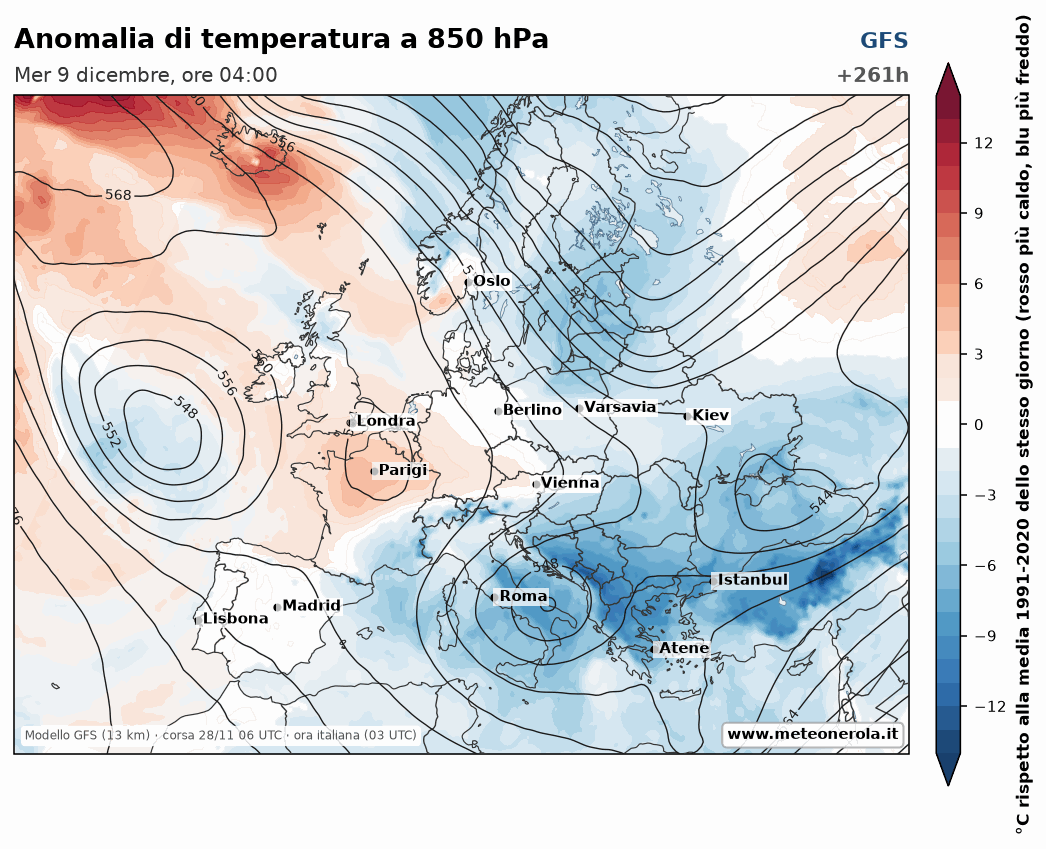 Anomalia di temperatura a 850 hPa
GFS
Mer 9 dicembre, ore 04:00
+261h
556
568
Oslo
560
556
548
552
Londra
Berlino
Varsavia
Kiev
Parigi
Vienna
544
548
Istanbul
Roma
Madrid
Lisbona
Atene
Modello GFS (13 km) · corsa 28/11 06 UTC · ora italiana (03 UTC)
www.meteonerola.it
12
9
6
3
0
−3
−6
−9
−12
°C rispetto alla media 1991-2020 dello stesso giorno (rosso più caldo, blu più freddo)